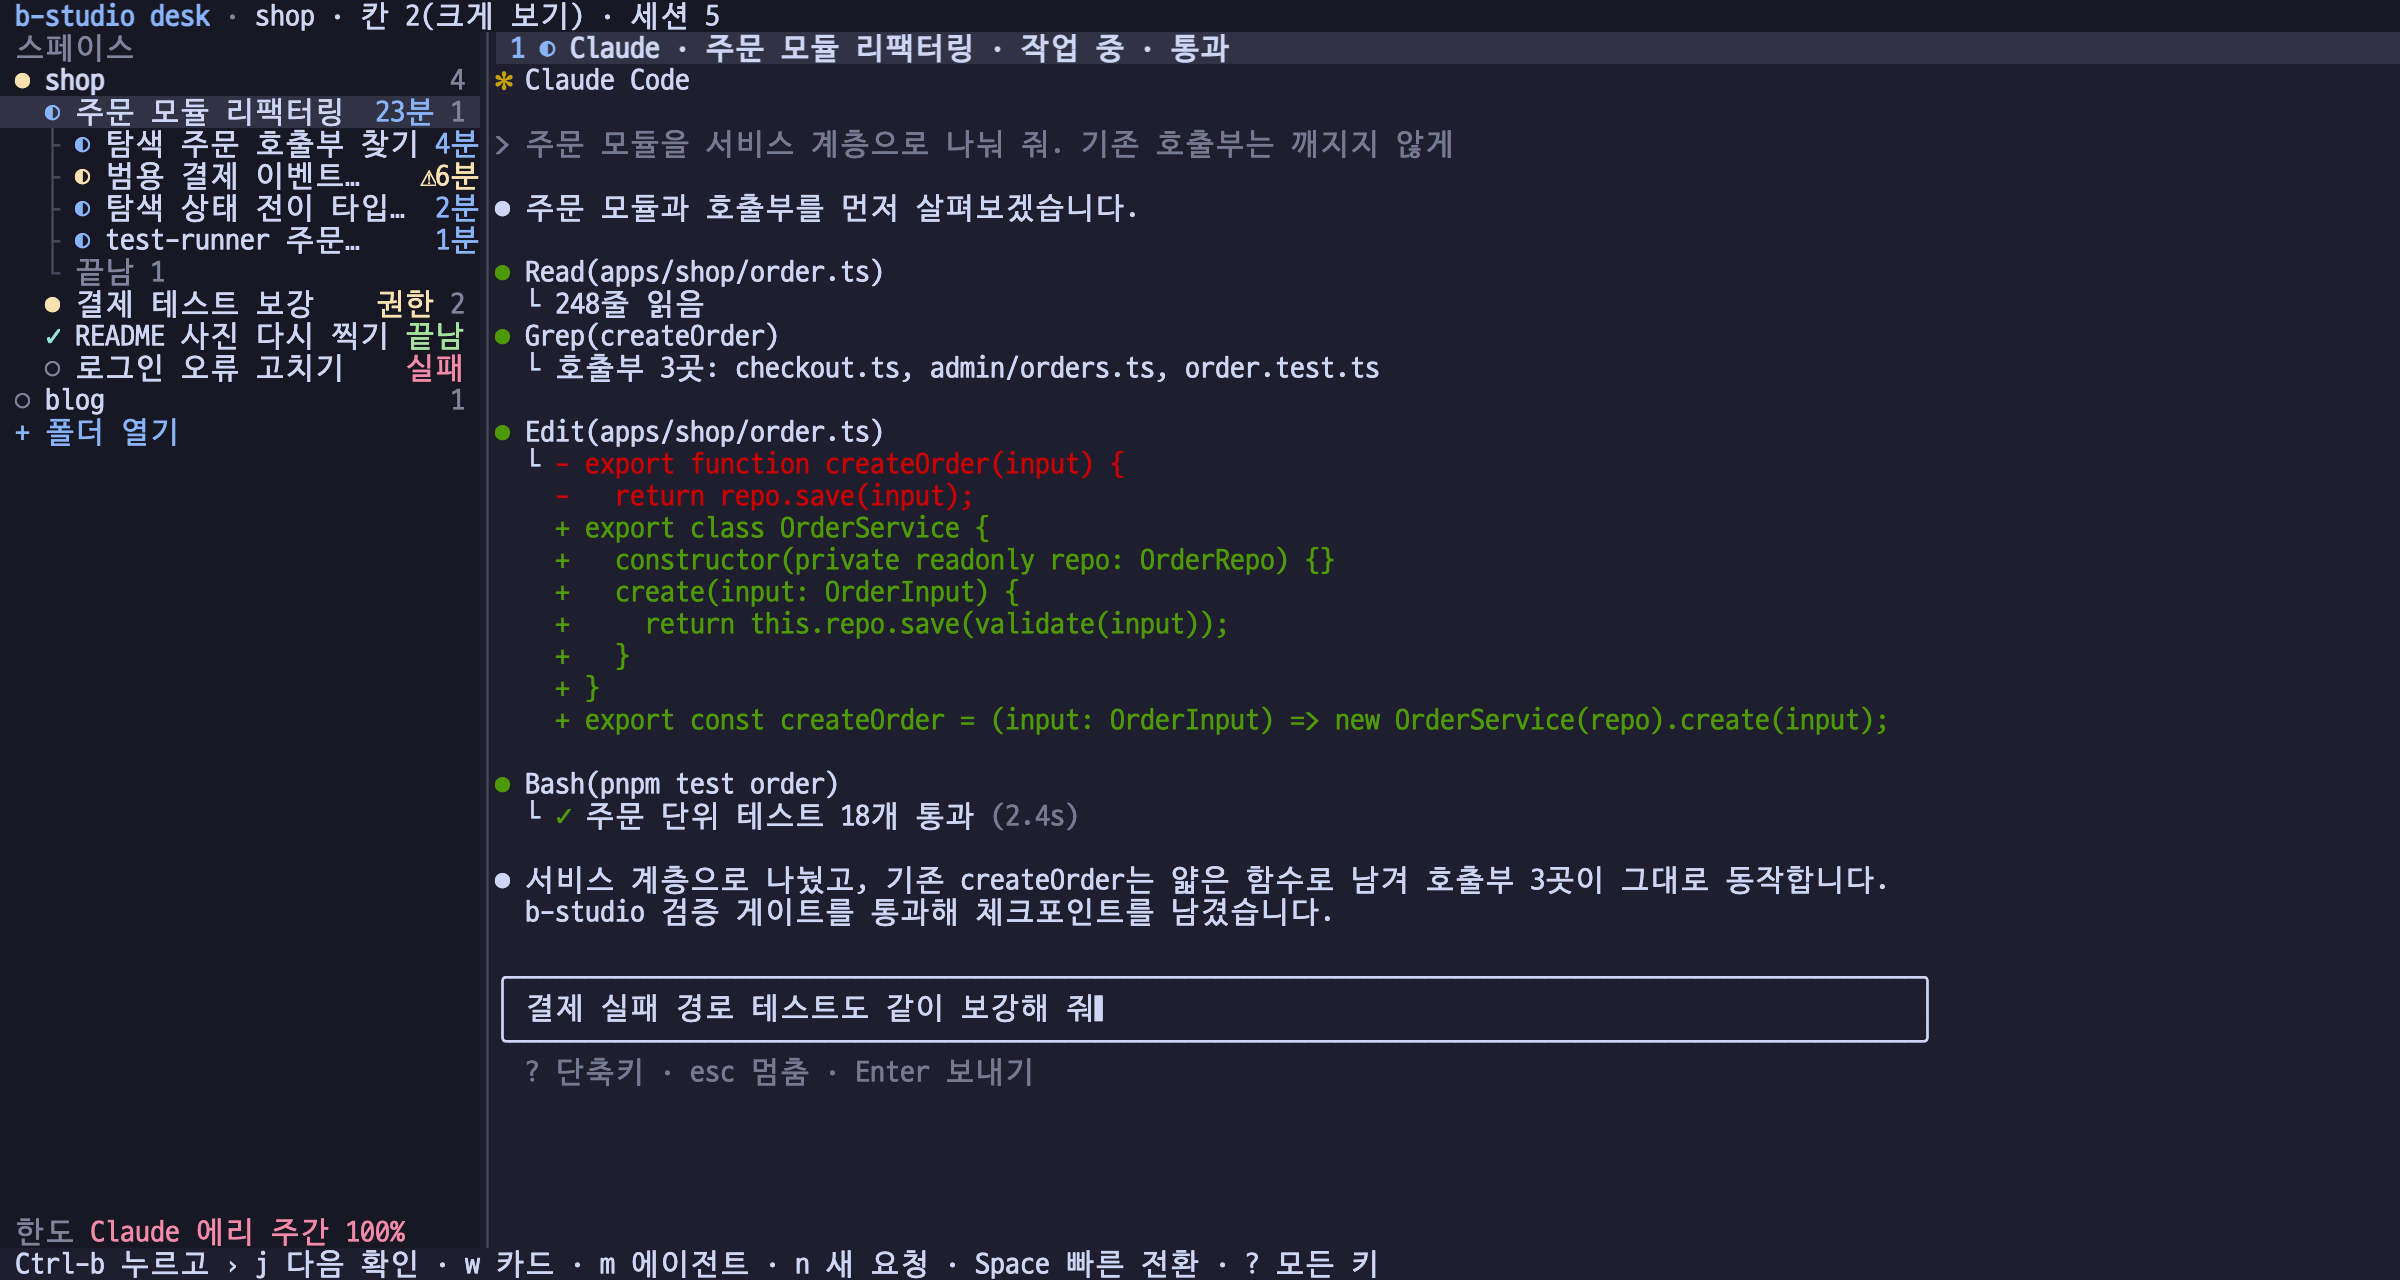 b-studio desk · shop · 칸 2(크게 보기) · 세션 5
스페이스
● shop 4
◐ 주문 모듈 리팩터링 23분 1
◐ 탐색 주문 호출부 찾기 4분
◐ 범용 결제 이벤트… ⚠6분
◐ 탐색 상태 전이 타입… 2분
◐ test-runner 주문… 1분
└ 끝남 1
● 결제 테스트 보강 권한 2
✓ README 사진 다시 찍기 끝남
○ 로그인 오류 고치기 실패
○ blog 1
+ 폴더 열기
한도 Claude 에리 주간 100%
1 ◐ Claude · 주문 모듈 리팩터링 · 작업 중 · 통과
✻ Claude Code
> 주문 모듈을 서비스 계층으로 나눠 줘. 기존 호출부는 깨지지 않게
● 주문 모듈과 호출부를 먼저 살펴보겠습니다.
● Read(apps/shop/order.ts)
└ 248줄 읽음
● Grep(createOrder)
└ 호출부 3곳: checkout.ts, admin/orders.ts, order.test.ts
● Edit(apps/shop/order.ts)
└ - export function createOrder(input) {
-   return repo.save(input);
+ export class OrderService {
+   constructor(private readonly repo: OrderRepo) {}
+   create(input: OrderInput) {
+     return this.repo.save(validate(input));
+   }
+ }
+ export const createOrder = (input: OrderInput) => new OrderService(repo).create(input);
● Bash(pnpm test order)
└ ✓ 주문 단위 테스트 18개 통과 (2.4s)
● 서비스 계층으로 나눴고, 기존 createOrder는 얇은 함수로 남겨 호출부 3곳이 그대로 동작합니다.
b-studio 검증 게이트를 통과해 체크포인트를 남겼습니다.
결제 실패 경로 테스트도 같이 보강해 줘
? 단축키 · esc 멈춤 · Enter 보내기
Ctrl-b 누르고 › j 다음 확인 · w 카드 · m 에이전트 · n 새 요청 · Space 빠른 전환 · ? 모든 키